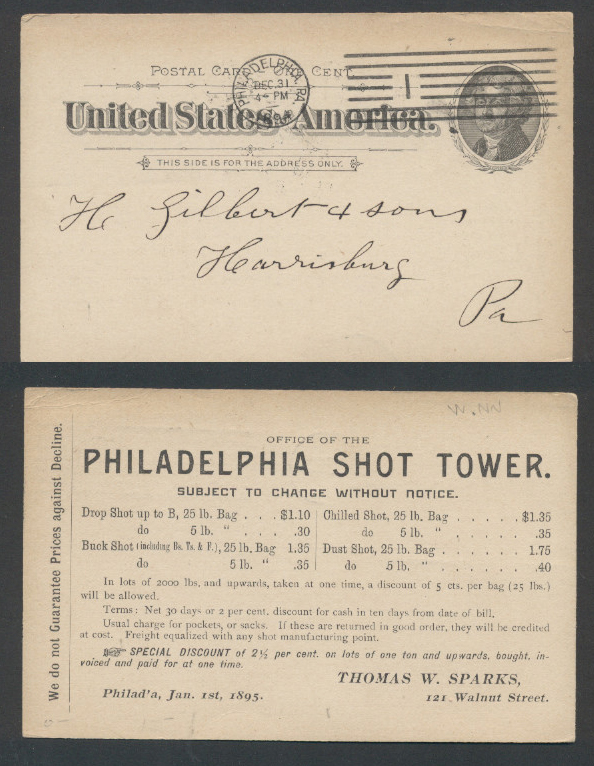 POSTAL CARD ONE CENT.
PHILADELPHIA, PA.
DEC 31
4 - PM
1894
1
United States of America.
THIS SIDE IS FOR THE ADDRESS ONLY.
H. Gilbert & Sons
Harrisburg
Pa
We do not Guarantee Prices against Decline.
OFFICE OF THE
PHILADELPHIA SHOT TOWER.
SUBJECT TO CHANGE WITHOUT NOTICE.
Drop Shot up to B, 25 lb. Bag . . . $1.10
do 5 lb. " . . . .30
Buck Shot (including Bs. Ts. & F.), 25 lb. Bag 1.35
do 5 lb. " .35
Chilled Shot, 25 lb. Bag . . . . . . $1.35
do 5 lb. " . . . . . .35
Dust Shot, 25 lb. Bag . . . . . . 1.75
do 5 lb. " . . . . . .40
In lots of 2000 lbs, and upwards, taken at one time, a discount of 5 cts. per bag (25 lbs.)
will be allowed.
Terms: Net 30 days or 2 per cent. discount for cash in ten days from date of bill.
Usual charge for pockets, or sacks. If these are returned in good order, they will be credited
at cost. Freight equalized with any shot manufacturing point.
☞ SPECIAL DISCOUNT of 2½ per cent. on lots of one ton and upwards, bought, in-
voiced and paid for at one time.
THOMAS W. SPARKS,
Philad'a, Jan. 1st, 1895.
121 Walnut Street.